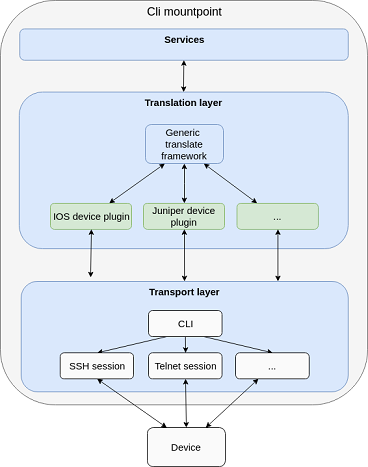 Cli mountpoint
Services
Translation layer
Generic
translate
framework
IOS device plugin
Juniper device
plugin
...
Transport layer
CLI
SSH session
Telnet session
...
Device